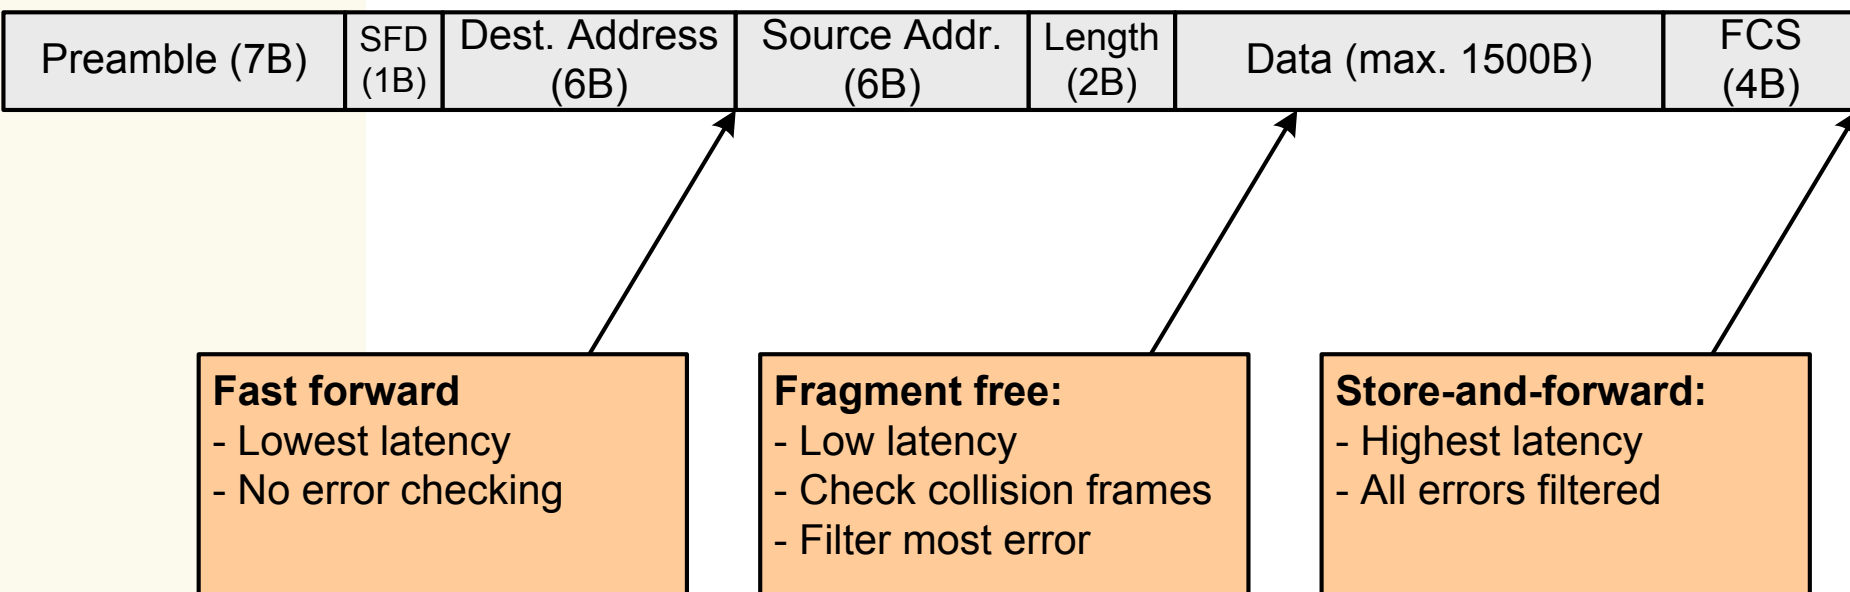 Preamble (7B)
SFD
(1B)
Dest. Address
(6B)
Source Addr.
(6B)
Length
(2B)
Data (max. 1500B)
FCS
(4B)
Fast forward
- Lowest latency
- No error checking
Fragment free:
- Low latency
- Check collision frames
- Filter most error
Store-and-forward:
- Highest latency
- All errors filtered